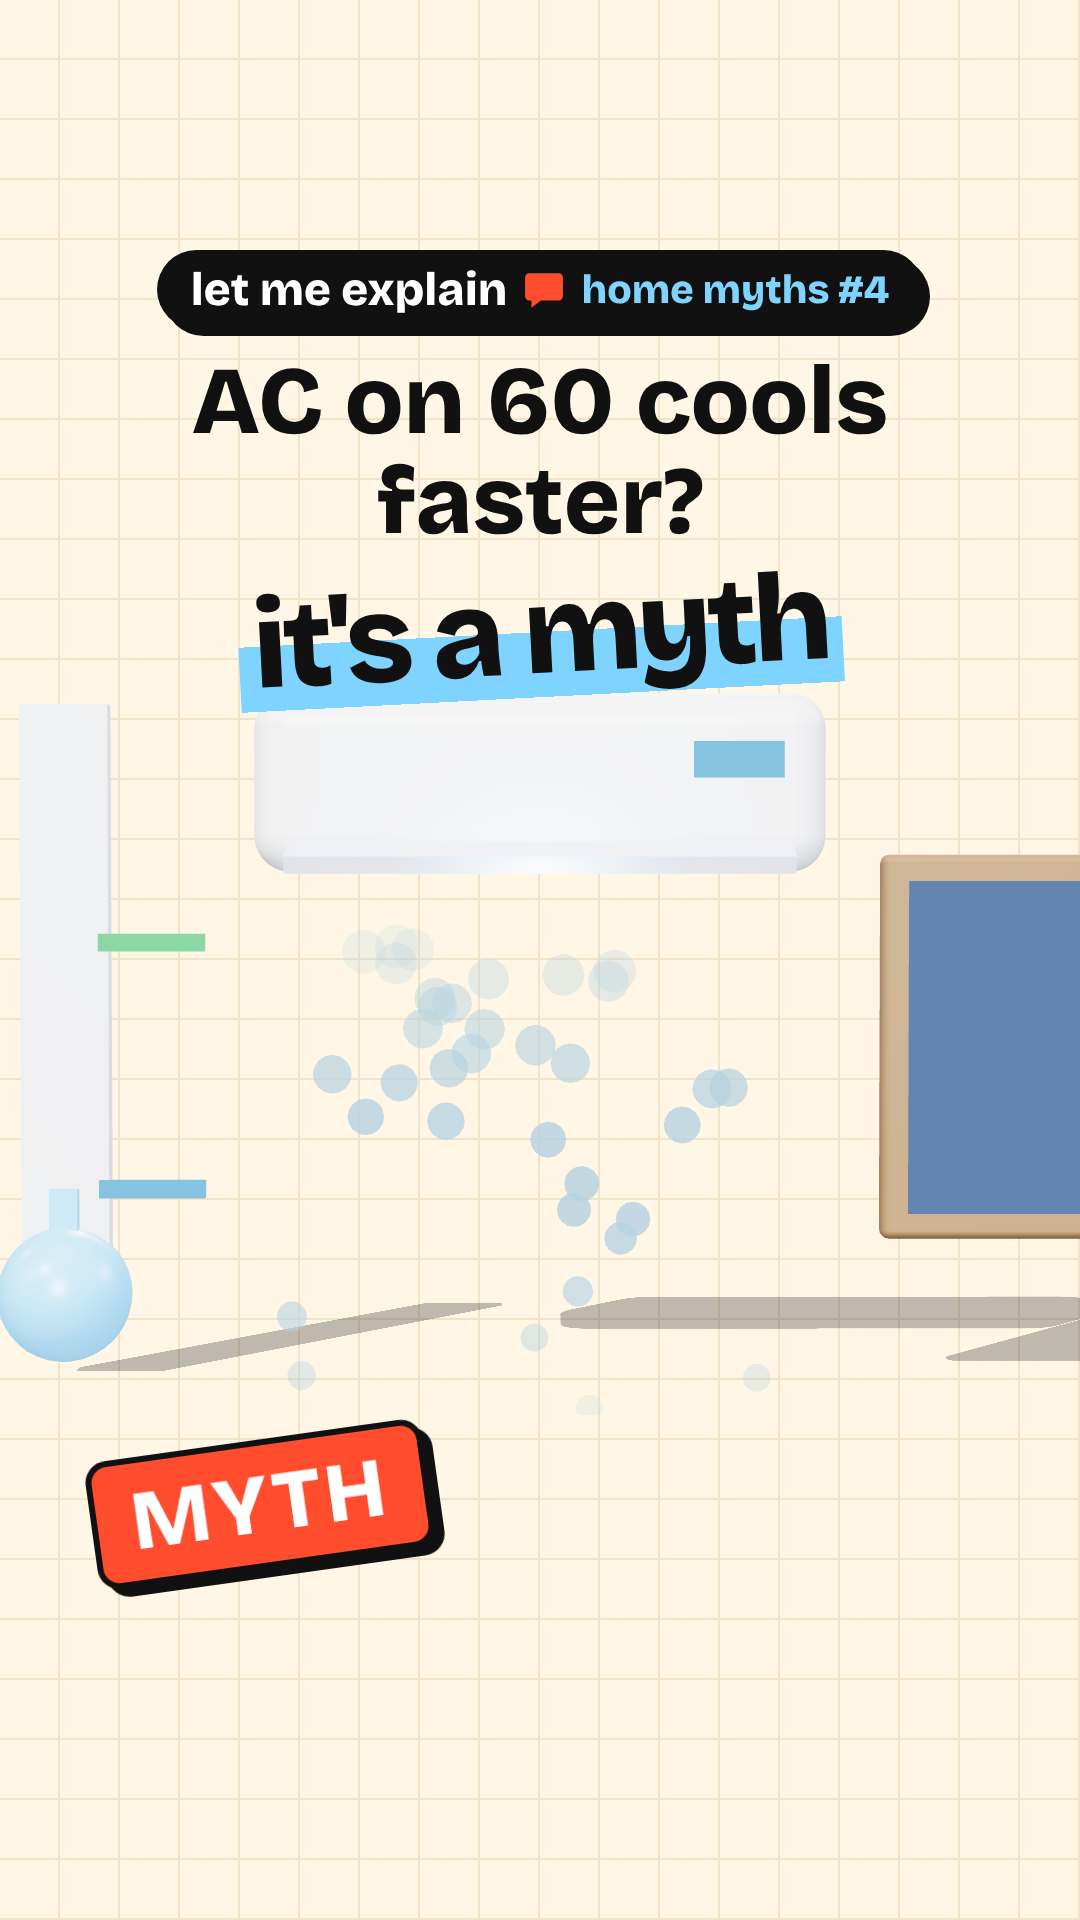 let me explain home myths #4
AC on 60 cools
faster?
it's a myth
MYTH